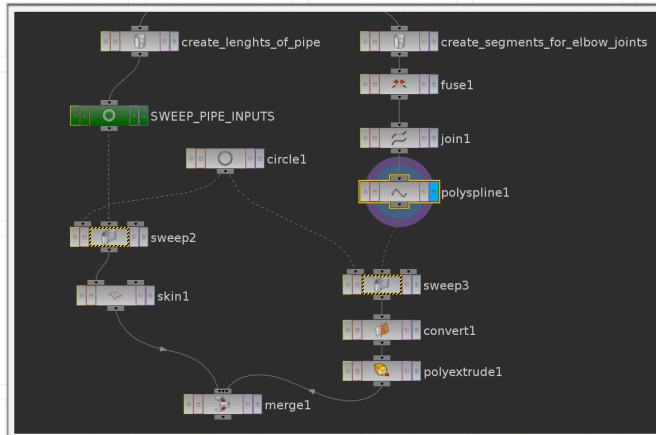 create_lenghts_of_pipe
create_segments_for_elbow_joints
fuse1
SWEEP_PIPE_INPUTS
join1
circle1
polyspline1
sweep2
sweep3
skin1
convert1
polyextrude1
merge1